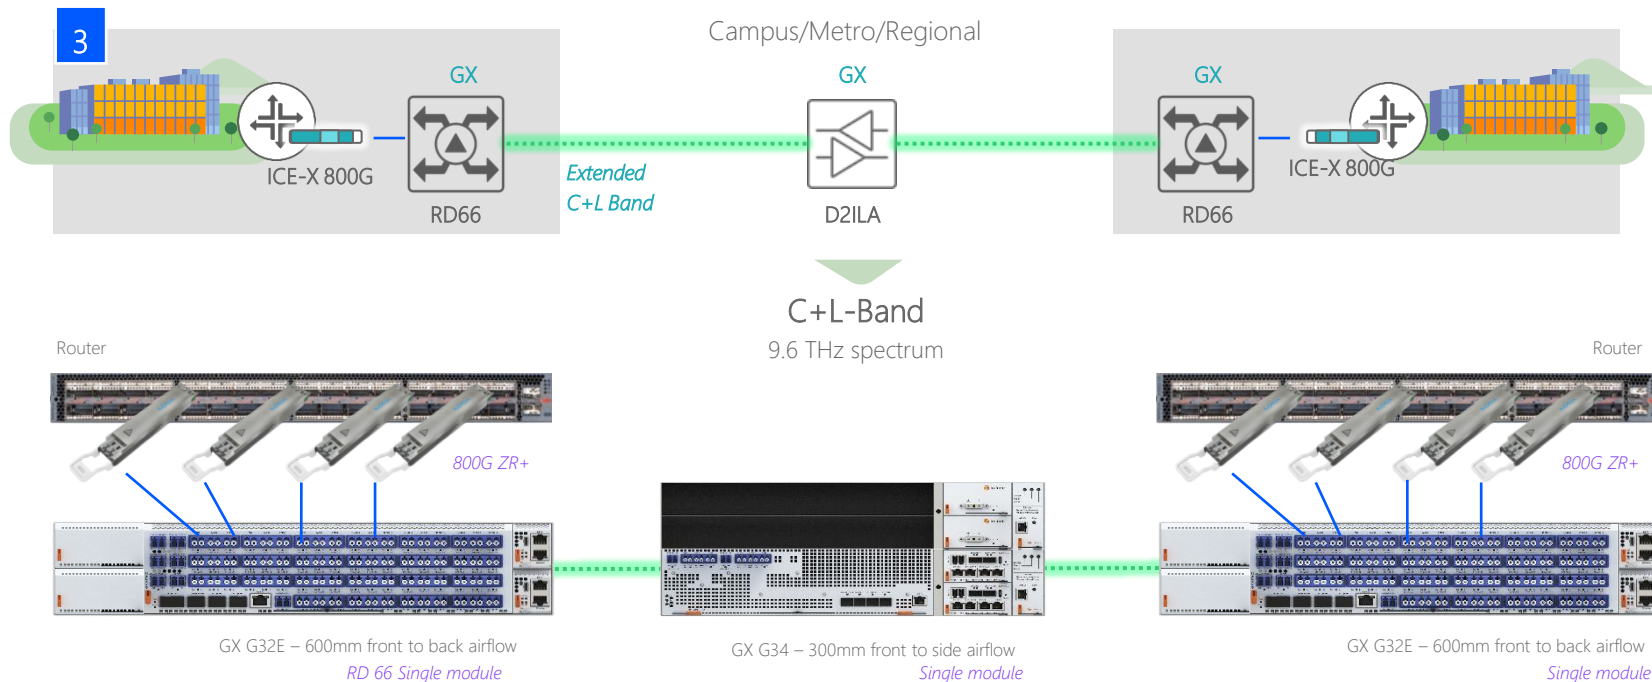 3
Campus/Metro/Regional
GX
GX
GX
ICE-X 800G
RD66
Extended
C+L Band
D2ILA
RD66
ICE-X 800G
C+L-Band
9.6 THz spectrum
Router
Router
800G ZR+
800G ZR+
GX G32E – 600mm front to back airflow
RD 66 Single module
GX G34 – 300mm front to side airflow
Single module
GX G32E – 600mm front to back airflow
Single module